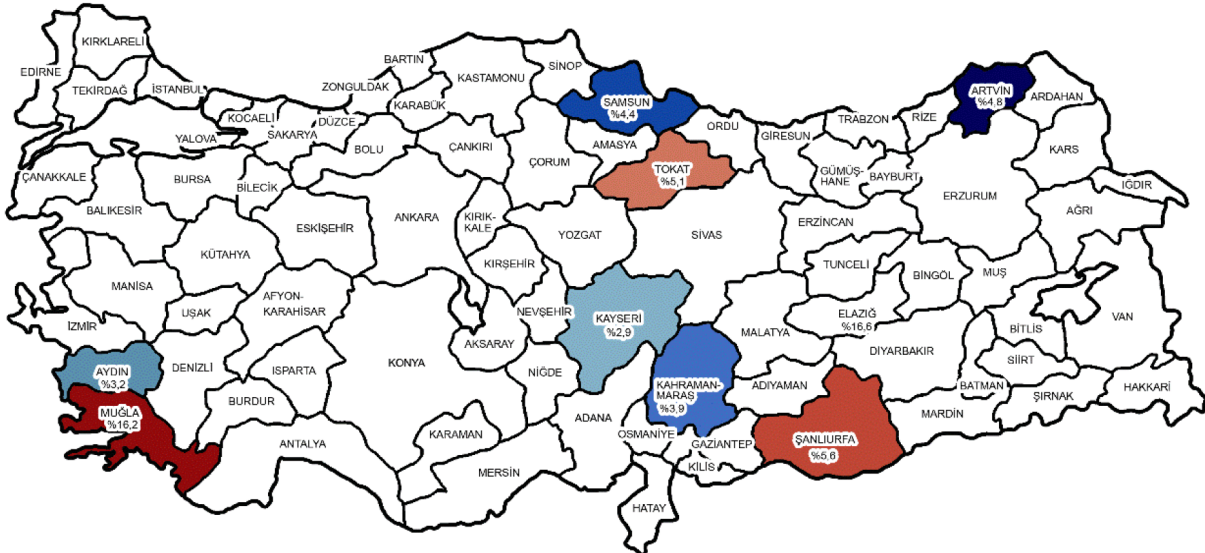 KIRKLARELİ
EDİRNE
TEKİRDAĞ
İSTANBUL
KOCAELİ
YALOVA
SAKARYA
DÜZCE
ZONGULDAK
BARTIN
KARABÜK
KASTAMONU
SİNOP
SAMSUN
%4,4
ORDU
GİRESUN
TRABZON
RİZE
ARTVİN
%4,8
ARDAHAN
KARS
IĞDIR
AĞRI
ERZURUM
BAYBURT
GÜMÜŞ-
HANE
ERZİNCAN
SİVAS
TOKAT
%5,1
AMASYA
ÇORUM
ÇANKIRI
BOLU
BİLECİK
BURSA
ÇANAKKALE
BALIKESİR
KÜTAHYA
ESKİŞEHİR
ANKARA
KIRIK-
KALE
YOZGAT
KIRŞEHİR
NEVŞEHİR
KAYSERİ
%2,9
MALATYA
ELAZIĞ
%16,6
TUNCELİ
BİNGÖL
MUŞ
BİTLİS
VAN
HAKKARİ
ŞIRNAK
SİİRT
BATMAN
DİYARBAKIR
MARDİN
ŞANLIURFA
%5,6
ADIYAMAN
KAHRAMAN-
MARAŞ
%3,9
GAZİANTEP
KİLİS
OSMANİYE
HATAY
ADANA
NİĞDE
AKSARAY
KONYA
KARAMAN
MERSİN
ANTALYA
ISPARTA
BURDUR
AFYON-
KARAHİSAR
UŞAK
MANİSA
İZMİR
AYDIN
%3,2
DENİZLİ
MUĞLA
%16,2